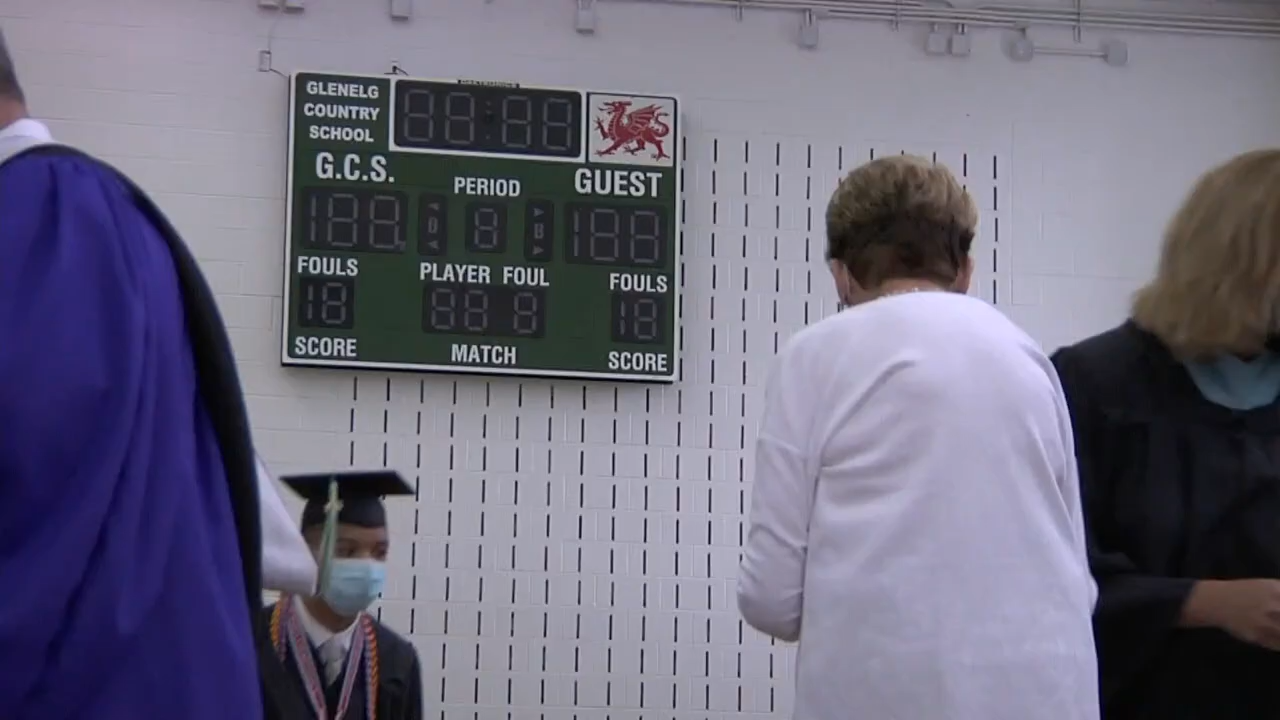 GLENELG
COUNTRY
SCHOOL
G.C.S.
PERIOD
GUEST
FOULS
PLAYER FOUL
FOULS
SCORE
MATCH
SCORE